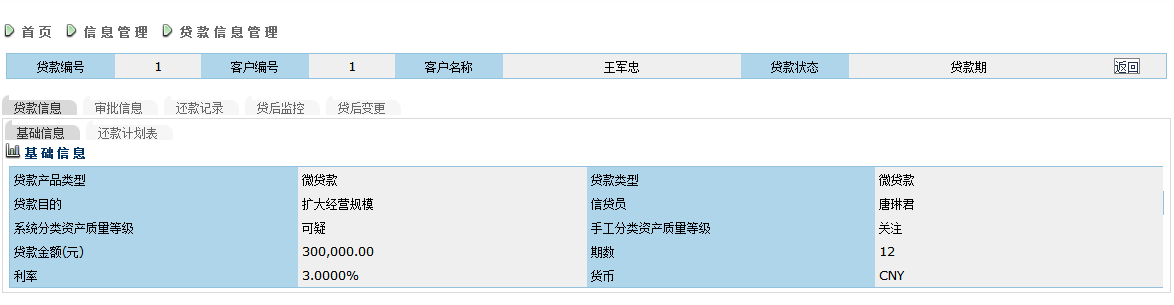 首页 信息管理 贷款信息管理
贷款编号 1 客户编号 1 客户名称 王军忠 贷款状态 贷款期 返回
贷款信息 审批信息 还款记录 贷后监控 贷后变更
基础信息 还款计划表
基础信息
贷款产品类型 微贷款 贷款类型 微贷款
贷款目的 扩大经营规模 信贷员 唐琳君
系统分类资产质量等级 可疑 手工分类资产质量等级 关注
贷款金额(元) 300,000.00 期数 12
利率 3.0000% 货币 CNY